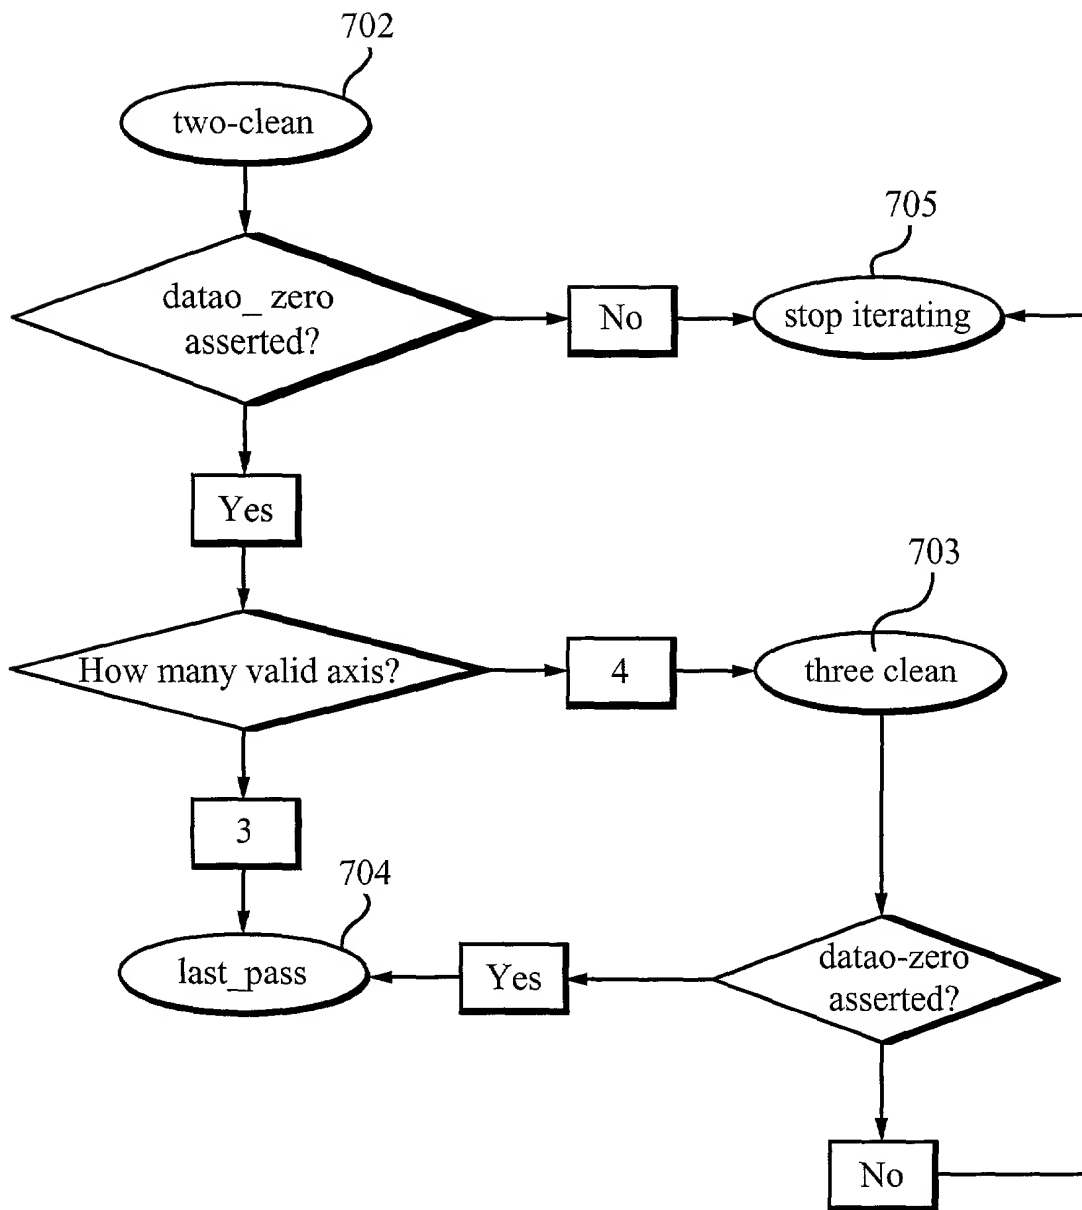 702
two-clean
705
datao_ zero
asserted?
No
stop iterating
Yes
703
How many valid axis?
4
three clean
3
704
last_pass
Yes
datao-zero
asserted?
No